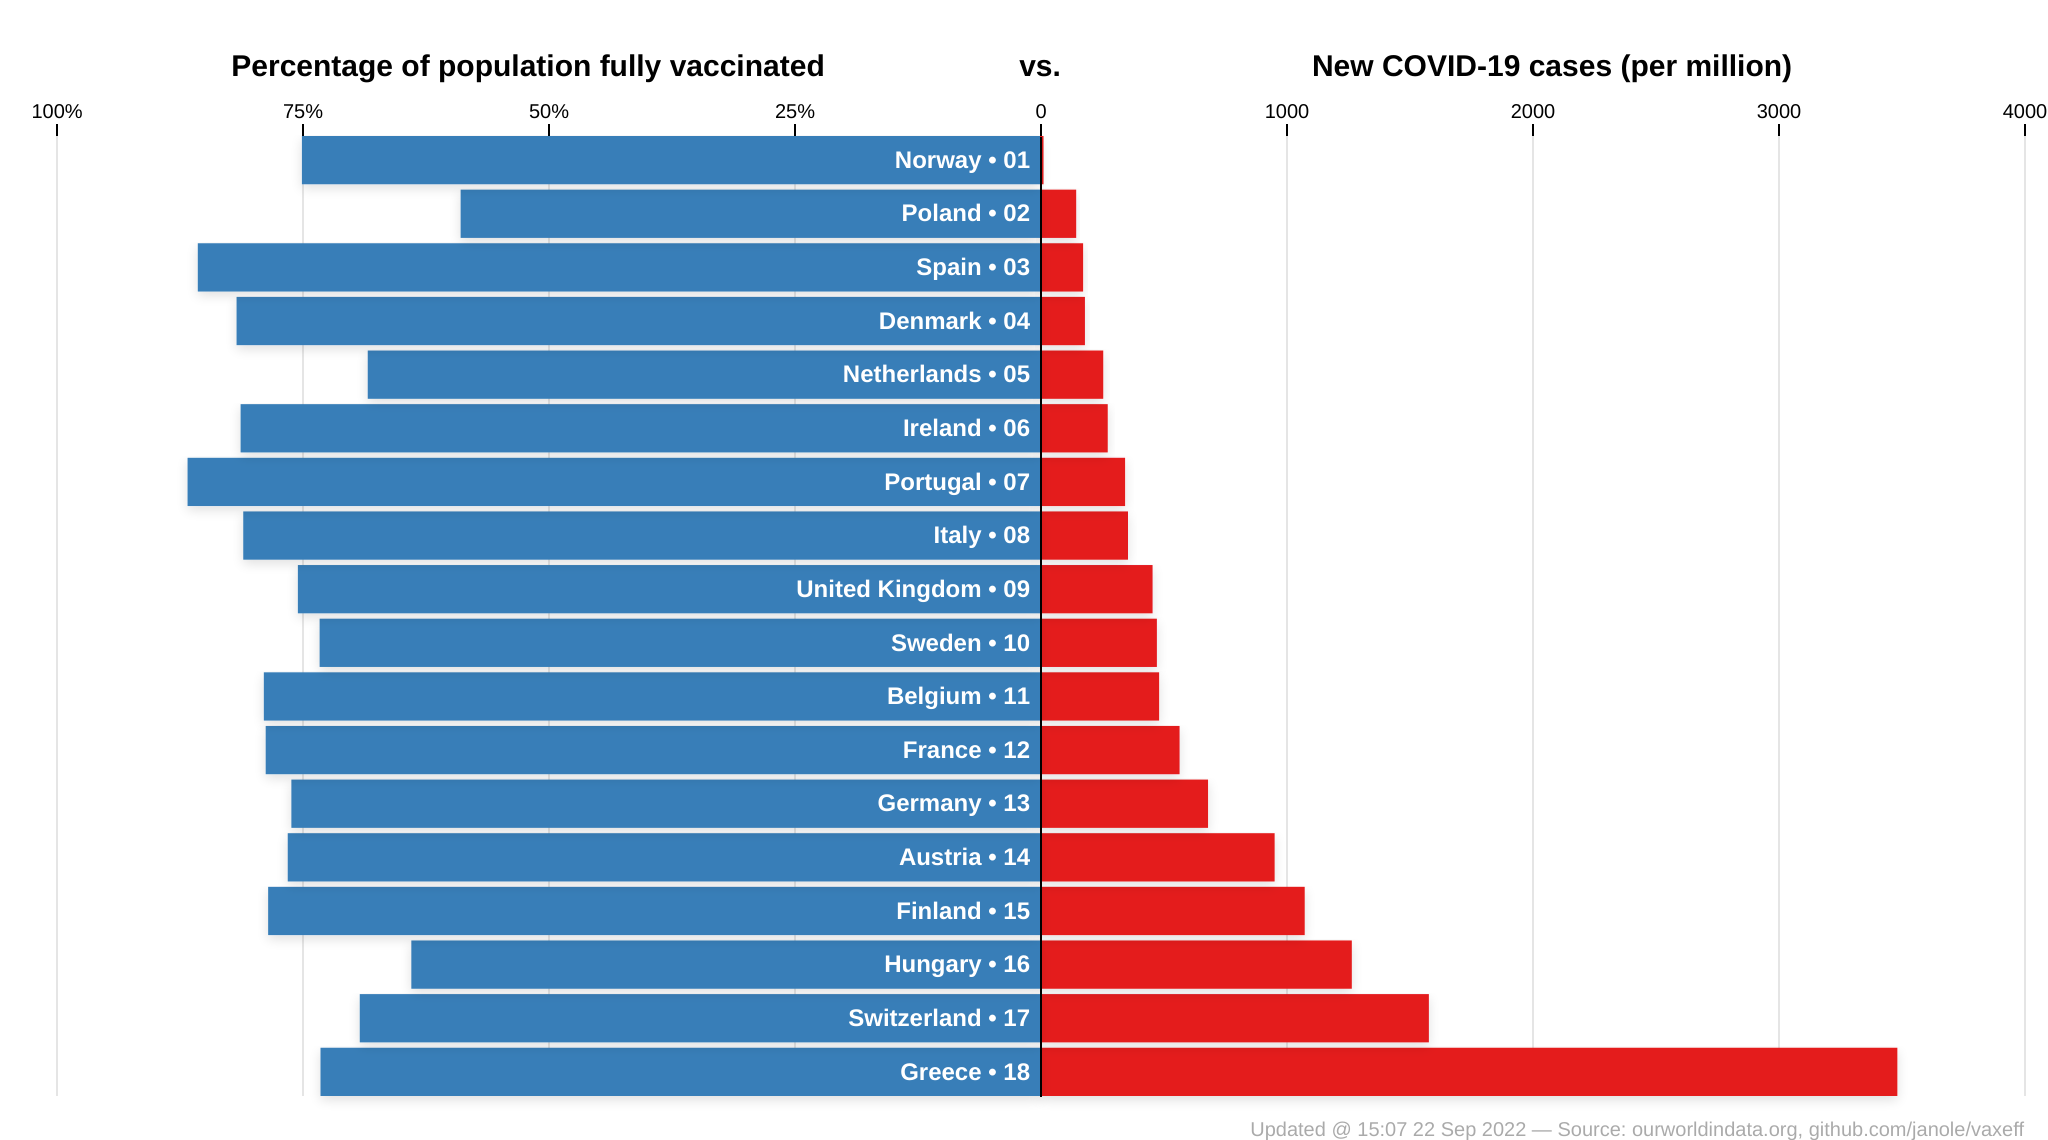 Percentage of population fully vaccinated vs. New COVID-19 cases (per million)
100% 75% 50% 25% 0 1000 2000 3000 4000
Norway • 01
Poland • 02
Spain • 03
Denmark • 04
Netherlands • 05
Ireland • 06
Portugal • 07
Italy • 08
United Kingdom • 09
Sweden • 10
Belgium • 11
France • 12
Germany • 13
Austria • 14
Finland • 15
Hungary • 16
Switzerland • 17
Greece • 18
Updated @ 15:07 22 Sep 2022 — Source: ourworldindata.org, github.com/janole/vaxeff